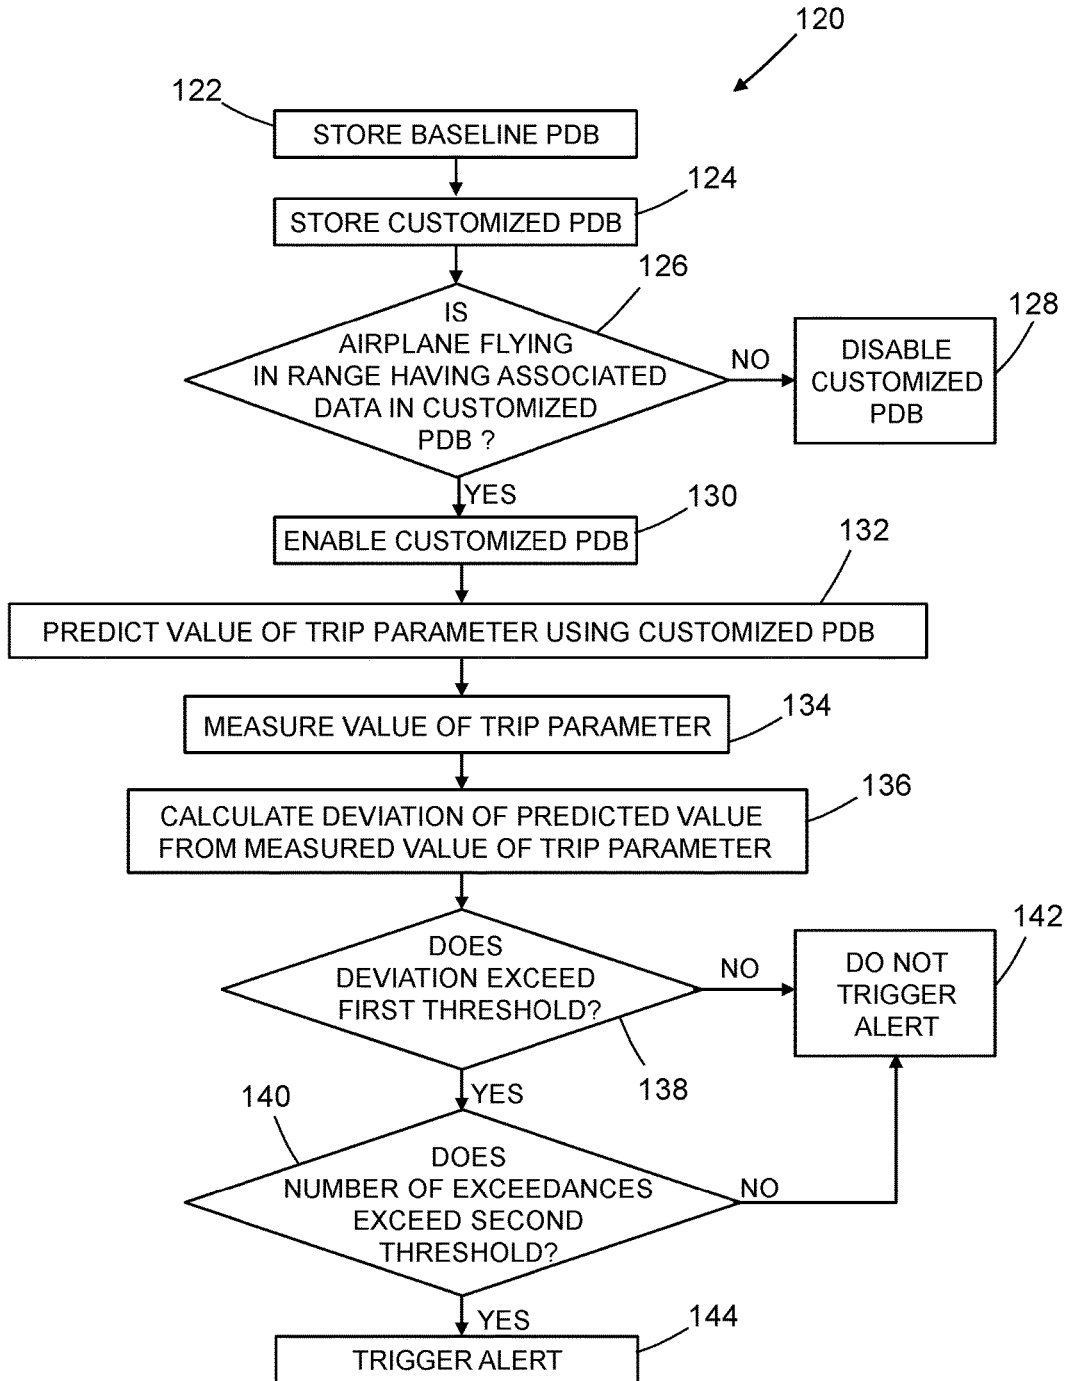 120
122
STORE BASELINE PDB
124
STORE CUSTOMIZED PDB
126
IS
AIRPLANE FLYING
IN RANGE HAVING ASSOCIATED
DATA IN CUSTOMIZED
PDB ?
NO
128
DISABLE
CUSTOMIZED
PDB
YES
130
ENABLE CUSTOMIZED PDB
132
PREDICT VALUE OF TRIP PARAMETER USING CUSTOMIZED PDB
134
MEASURE VALUE OF TRIP PARAMETER
136
CALCULATE DEVIATION OF PREDICTED VALUE
FROM MEASURED VALUE OF TRIP PARAMETER
DOES
DEVIATION EXCEED
FIRST THRESHOLD?
NO
142
DO NOT
TRIGGER
ALERT
138
YES
140
DOES
NUMBER OF EXCEEDANCES
EXCEED SECOND
THRESHOLD?
NO
YES
144
TRIGGER ALERT